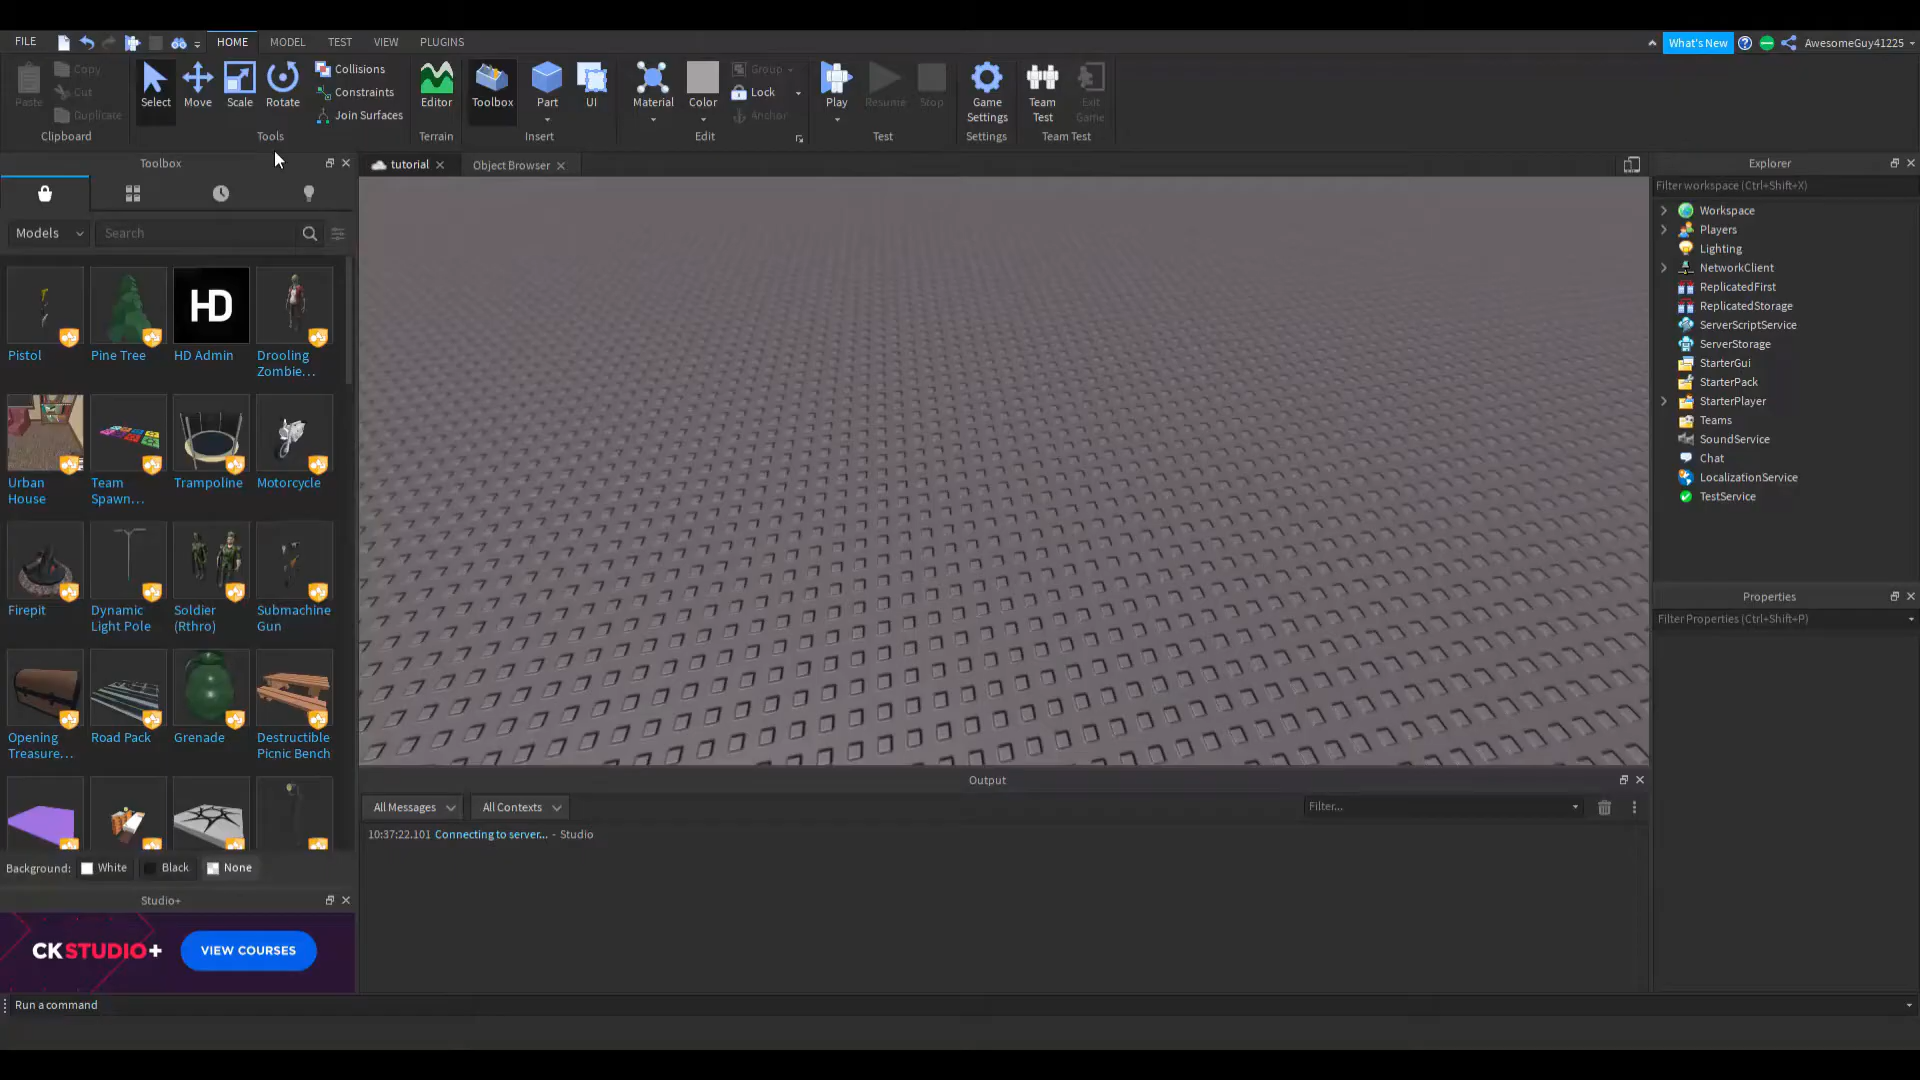 FILE HOME MODEL TEST VIEW PLUGINS What's New AwesomeGuy41225
Paste Copy Cut Duplicate Clipboard
Select Move Scale Rotate Collisions Constraints Join Surfaces Tools
Editor Terrain
Toolbox Part UI Insert
Material Color Group Lock Anchor Edit
Play Resume Stop Test
Game Settings Settings
Team Test Exit Game Team Test
Toolbox
tutorial Object Browser
Models Search
Pistol Pine Tree HD HD Admin Drooling Zombie...
Urban House Team Spawn... Trampoline Motorcycle
Firepit Dynamic Light Pole Soldier (Rthro) Submachine Gun
Opening Treasure... Road Pack Grenade Destructible Picnic Bench
Background: White Black None
Studio+
CKSTUDIO+ VIEW COURSES
Output
All Messages All Contexts Filter...
10:37:22.101 Connecting to server... - Studio
Explorer
Filter workspace (Ctrl+Shift+X)
Workspace
Players
Lighting
NetworkClient
ReplicatedFirst
ReplicatedStorage
ServerScriptService
ServerStorage
StarterGui
StarterPack
StarterPlayer
Teams
SoundService
Chat
LocalizationService
TestService
Properties
Filter Properties (Ctrl+Shift+P)
Run a command